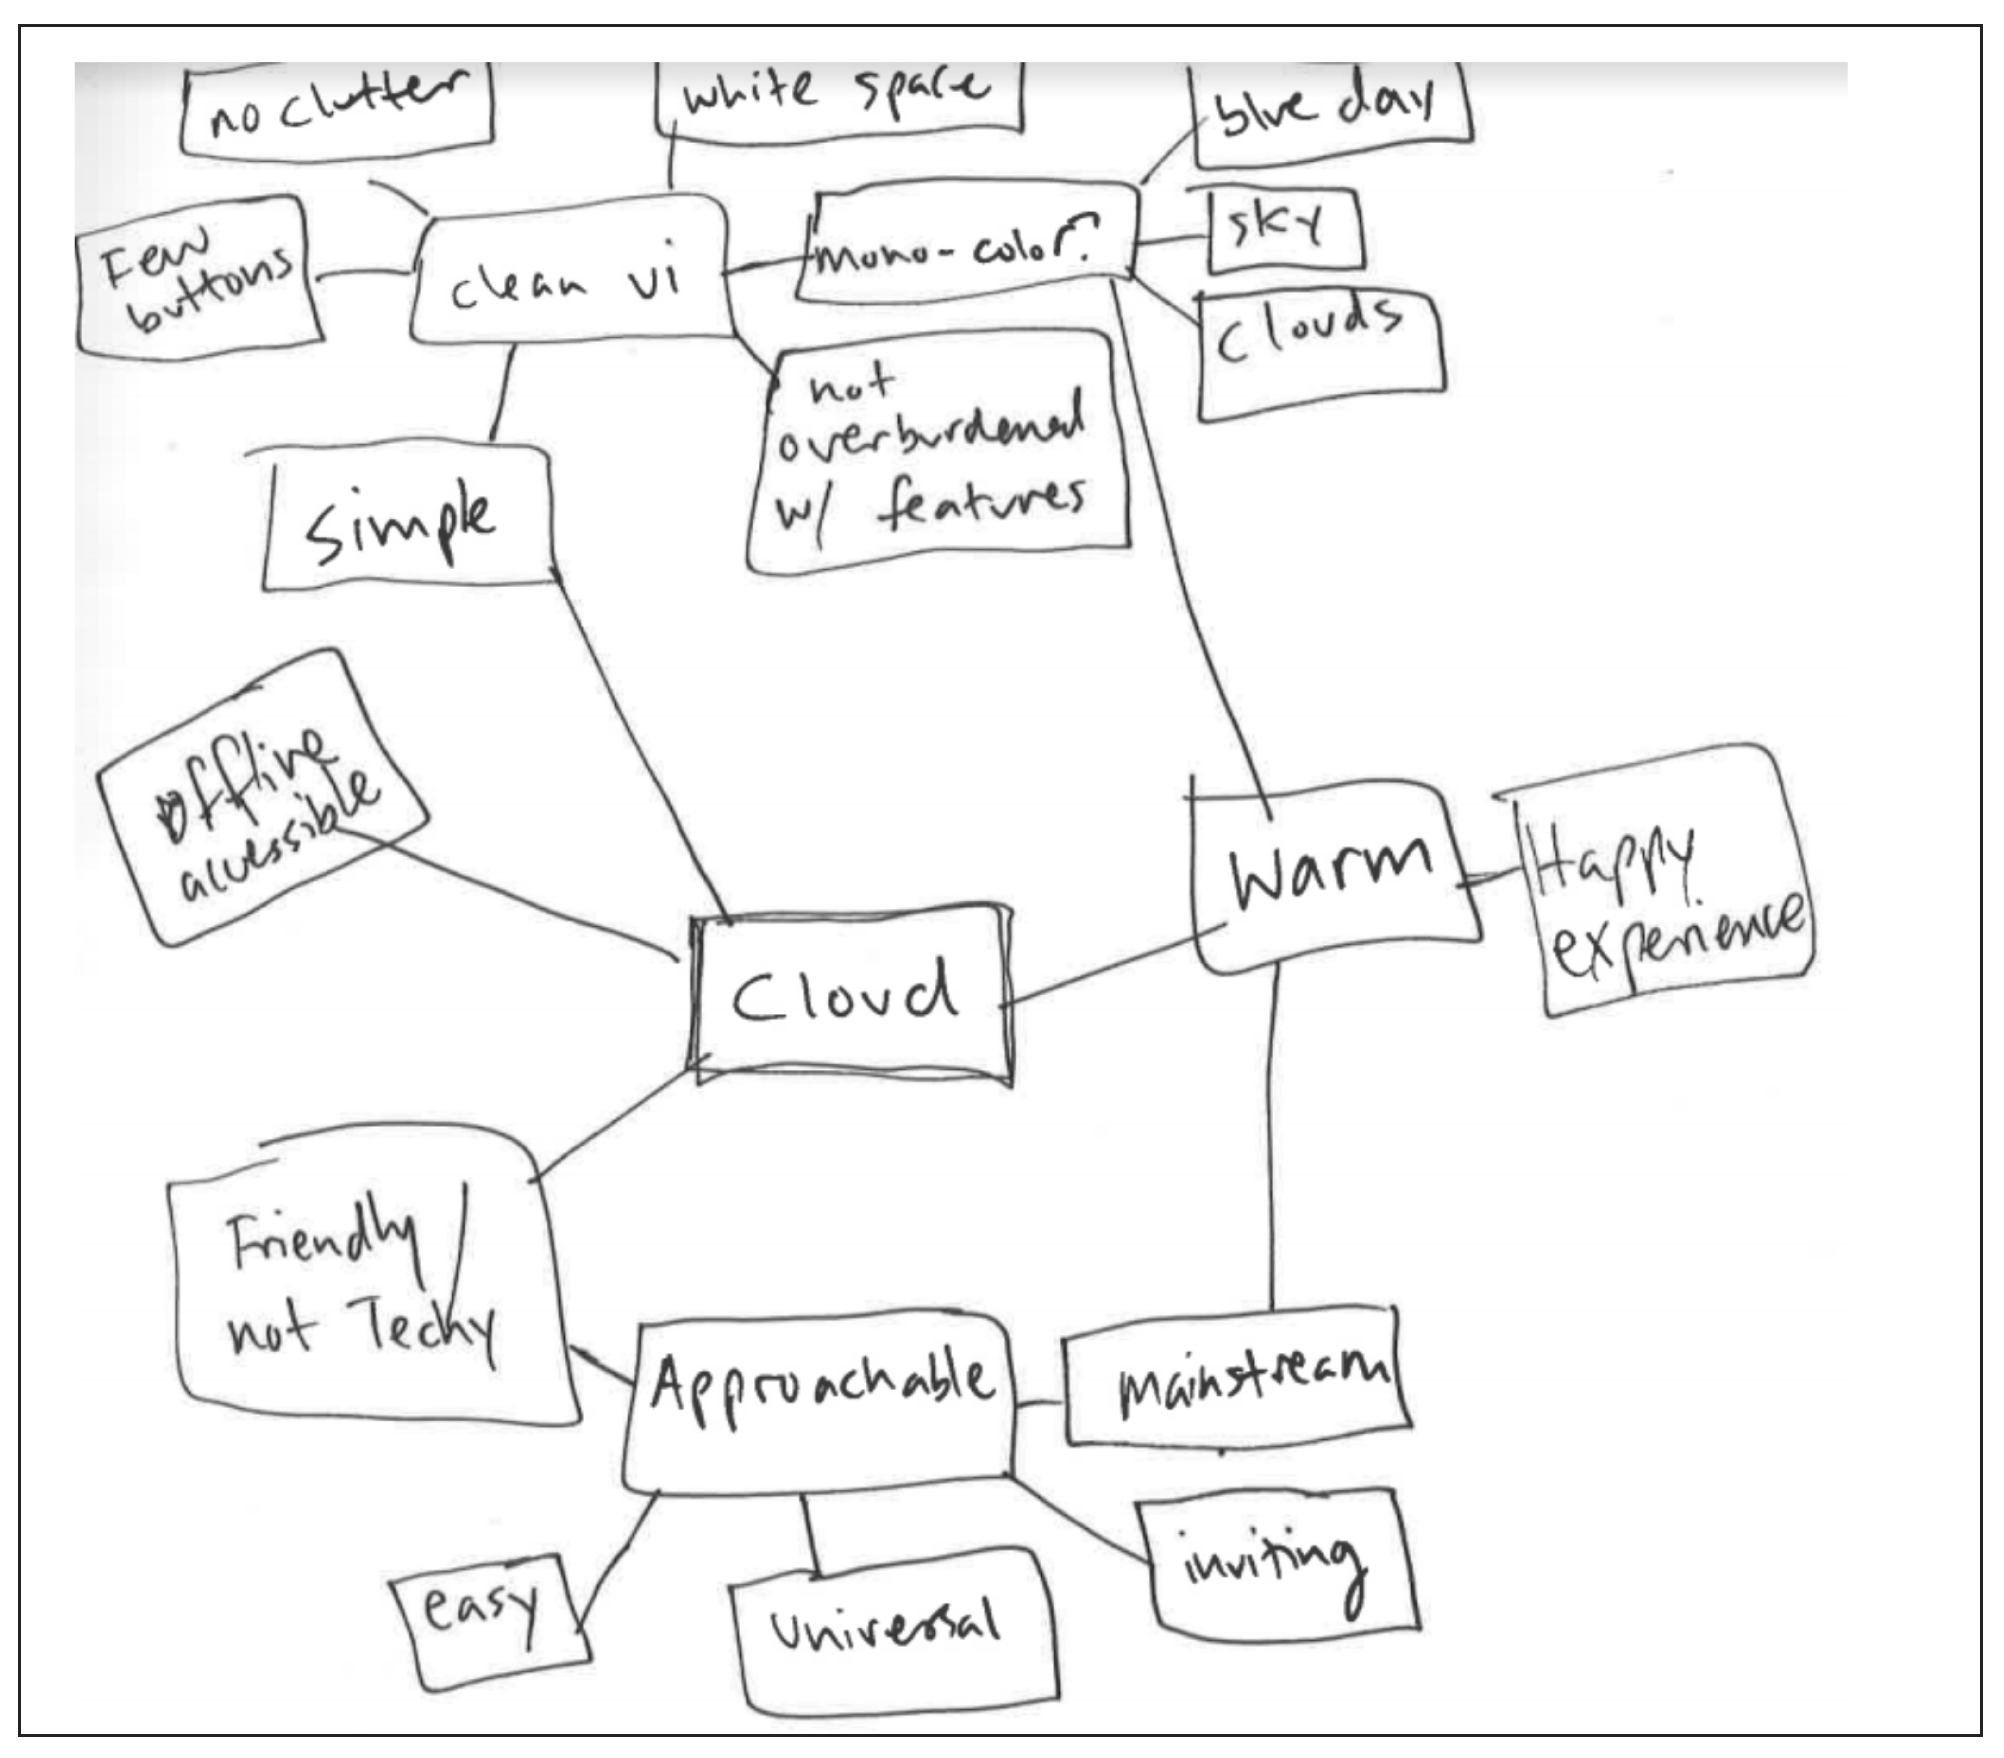 no clutter
white space
blue day
Few
buttons
clean ui
mono-color?
sky
clouds
not
overburdened
w/ features
simple
offline
accessible
Cloud
Warm
Happy
experience
Friendly
not Techy
Approachable
mainstream
easy
universal
inviting